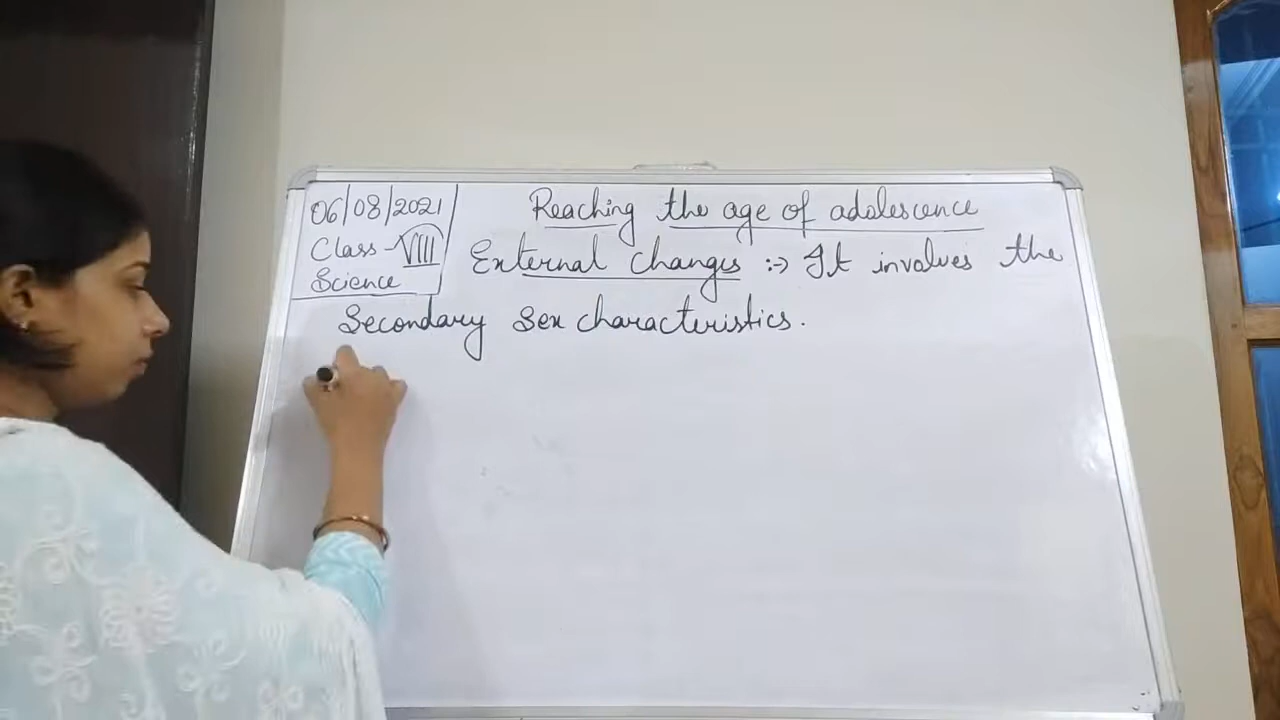 06/08/2021
Class - VIII
Science
Reaching the age of adolescence
External changes :-> It involves the
Secondary Sex characteristics.